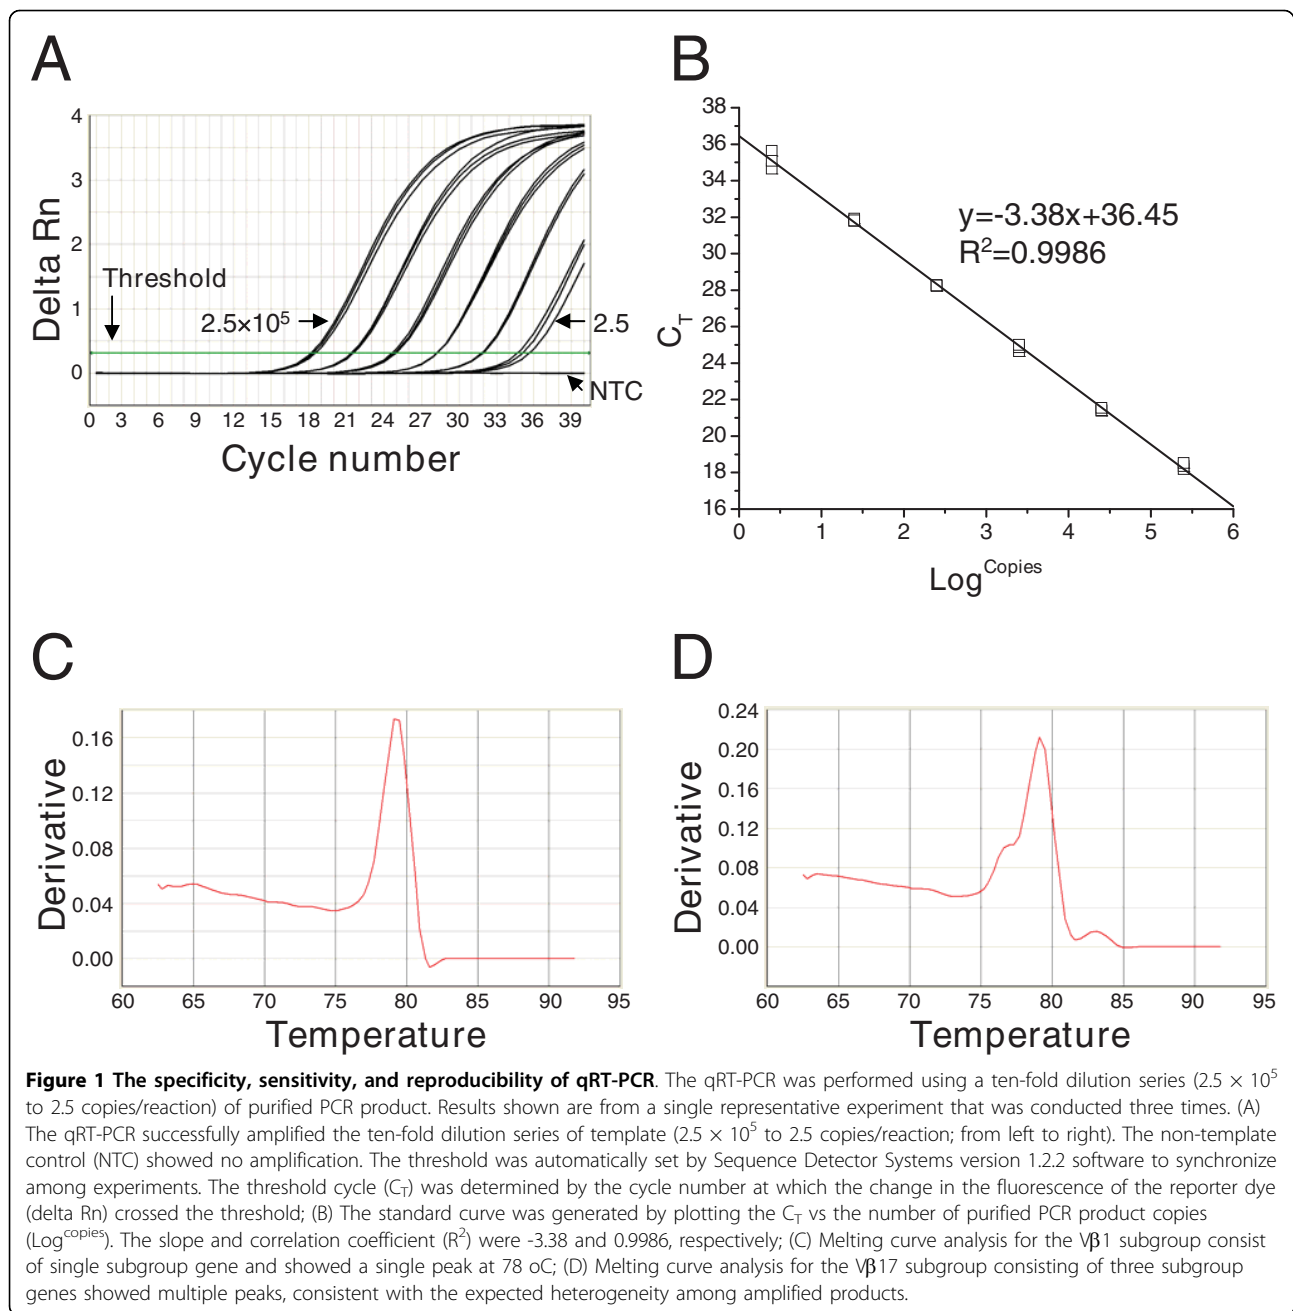 A
4
3
2
1
0
Delta Rn
Threshold
2.5×10⁵
2.5
NTC
0 3 6 9 12 15 18 21 24 27 30 33 36 39
Cycle number
B
38
36
34
32
30
28
26
24
22
20
18
16
C_T
y=-3.38x+36.45
R²=0.9986
0 1 2 3 4 5 6
Log^Copies
C
0.16
0.12
0.08
0.04
0.00
Derivative
60 65 70 75 80 85 90 95
Temperature
D
0.24
0.20
0.16
0.12
0.08
0.04
0.00
Derivative
60 65 70 75 80 85 90 95
Temperature
Figure 1 The specificity, sensitivity, and reproducibility of qRT-PCR. The qRT-PCR was performed using a ten-fold dilution series (2.5 × 10⁵
to 2.5 copies/reaction) of purified PCR product. Results shown are from a single representative experiment that was conducted three times. (A)
The qRT-PCR successfully amplified the ten-fold dilution series of template (2.5 × 10⁵ to 2.5 copies/reaction; from left to right). The non-template
control (NTC) showed no amplification. The threshold was automatically set by Sequence Detector Systems version 1.2.2 software to synchronize
among experiments. The threshold cycle (C_T) was determined by the cycle number at which the change in the fluorescence of the reporter dye
(delta Rn) crossed the threshold; (B) The standard curve was generated by plotting the C_T vs the number of purified PCR product copies
(Log^copies). The slope and correlation coefficient (R²) were -3.38 and 0.9986, respectively; (C) Melting curve analysis for the Vβ1 subgroup consist
of single subgroup gene and showed a single peak at 78 oC; (D) Melting curve analysis for the Vβ17 subgroup consisting of three subgroup
genes showed multiple peaks, consistent with the expected heterogeneity among amplified products.